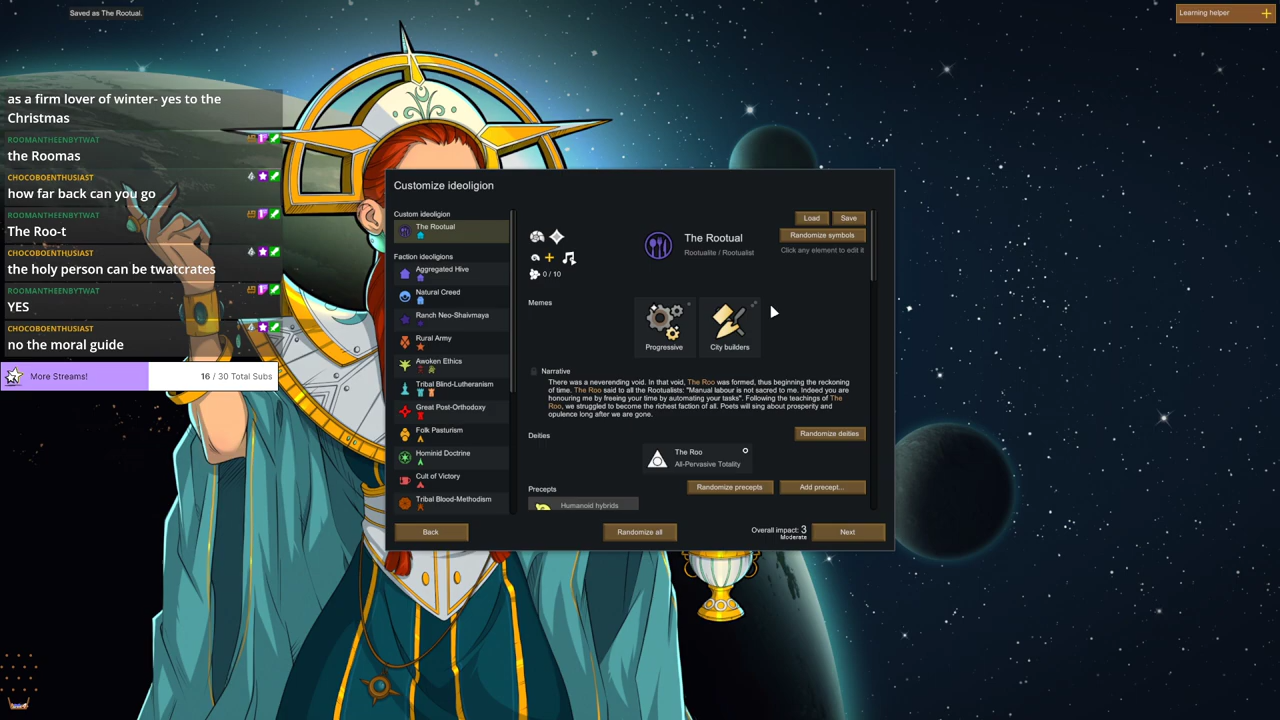 Saved as The Rootual.
Learning helper
as a firm lover of winter- yes to the
Christmas
ROOMANTHEENBYTWAT
the Roomas
CHOCOBOENTHUSIAST
how far back can you go
ROOMANTHEENBYTWAT
The Roo-t
CHOCOBOENTHUSIAST
the holy person can be twatcrates
ROOMANTHEENBYTWAT
YES
CHOCOBOENTHUSIAST
no the moral guide
More Streams!
16 / 30 Total Subs
Customize ideoligion
Custom ideoligion
The Rootual
Faction ideoligions
Aggregated Hive
Natural Creed
Ranch Neo-Shaivmaya
Rural Army
Awoken Ethics
Tribal Blind-Lutheranism
Great Post-Orthodoxy
Folk Pasturism
Hominid Doctrine
Cult of Victory
Tribal Blood-Methodism
Back
0 / 10
The Rootual
Rootualite / Rootualist
Load
Save
Randomize symbols
Click any element to edit it
Memes
Progressive
City builders
Narrative
There was a neverending void. In that void, The Roo was formed, thus beginning the reckoning
of time. The Roo said to all the Rootualists: "Manual labour is not sacred to me. Indeed you are
honouring me by freeing your time by automating your tasks". Following the teachings of The
Roo, we struggled to become the richest faction of all. Poets will sing about prosperity and
opulence long after we are gone.
Deities
Randomize deities
The Roo
All-Pervasive Totality
Precepts
Randomize precepts
Add precept...
Humanoid hybrids
Randomize all
Overall impact: 3
Moderate
Next